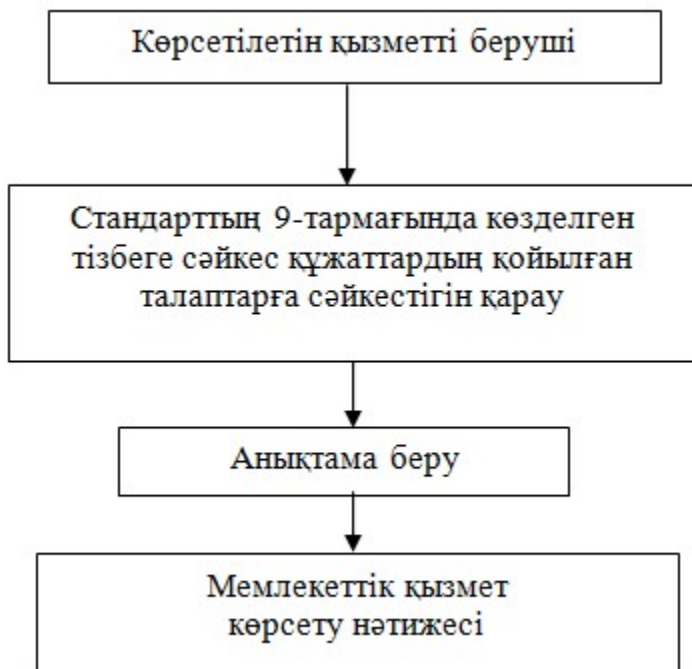 Көрсетілетін қызметті беруші
Стандарттың 9-тармағында көзделген
тізбеге сәйкес құжаттардың қойылған
талаптарға сәйкестігін қарау
Анықтама беру
Мемлекеттік қызмет
көрсету нәтижесі